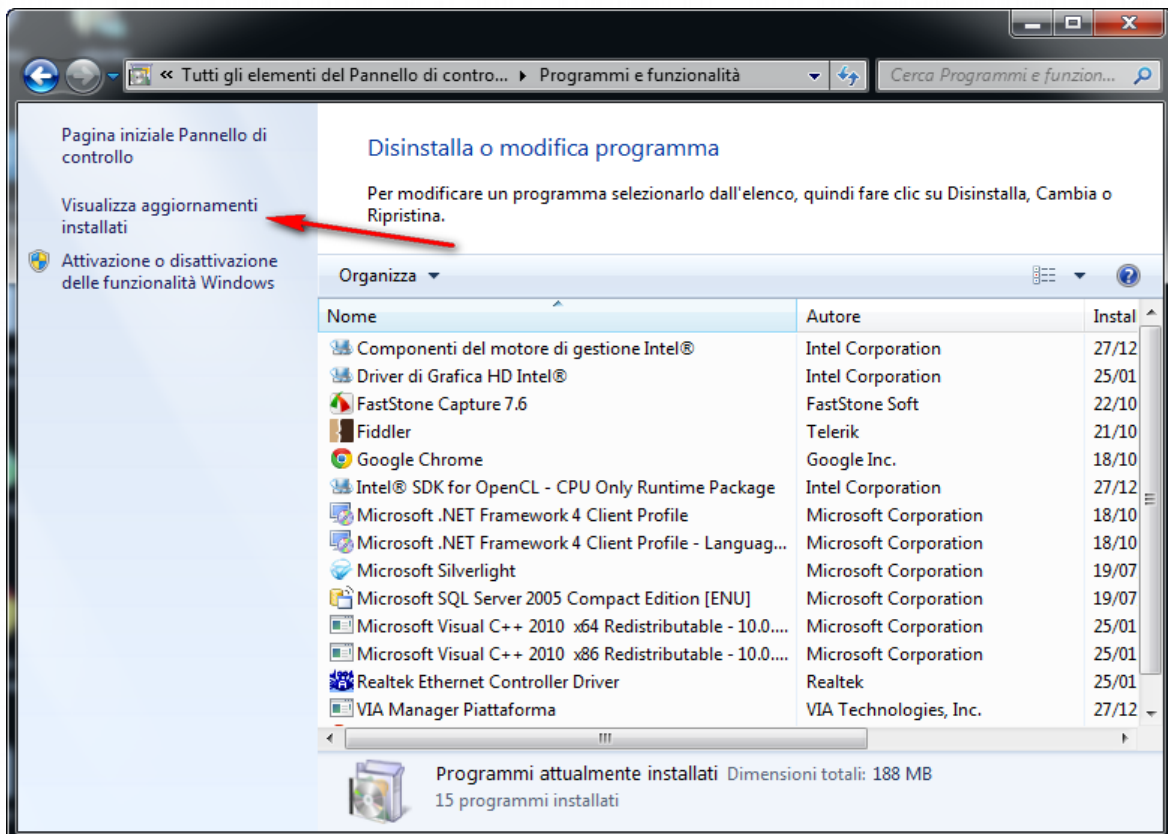 « Tutti gli elementi del Pannello di contro... ▸ Programmi e funzionalità
Cerca Programmi e funzion...
Pagina iniziale Pannello di
controllo
Visualizza aggiornamenti
installati
Attivazione o disattivazione
delle funzionalità Windows
Disinstalla o modifica programma
Per modificare un programma selezionarlo dall'elenco, quindi fare clic su Disinstalla, Cambia o
Ripristina.
Organizza
Nome Autore Instal
Componenti del motore di gestione Intel® Intel Corporation 27/12
Driver di Grafica HD Intel® Intel Corporation 25/01
FastStone Capture 7.6 FastStone Soft 22/10
Fiddler Telerik 21/10
Google Chrome Google Inc. 18/10
Intel® SDK for OpenCL - CPU Only Runtime Package Intel Corporation 27/12
Microsoft .NET Framework 4 Client Profile Microsoft Corporation 18/10
Microsoft .NET Framework 4 Client Profile - Languag... Microsoft Corporation 18/10
Microsoft Silverlight Microsoft Corporation 19/07
Microsoft SQL Server 2005 Compact Edition [ENU] Microsoft Corporation 19/07
Microsoft Visual C++ 2010 x64 Redistributable - 10.0.... Microsoft Corporation 25/01
Microsoft Visual C++ 2010 x86 Redistributable - 10.0.... Microsoft Corporation 25/01
Realtek Ethernet Controller Driver Realtek 25/01
VIA Manager Piattaforma VIA Technologies, Inc. 27/12
Programmi attualmente installati Dimensioni totali: 188 MB
15 programmi installati